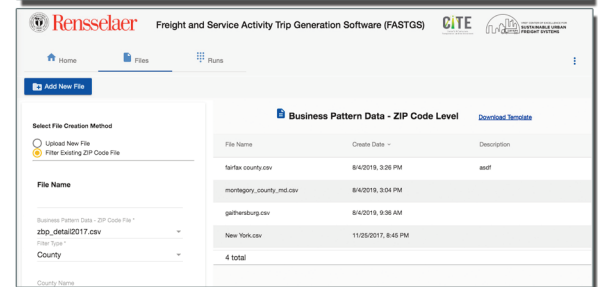 Rensselaer
Freight and Service Activity Trip Generation Software (FASTGS)
CITE
SUSTAINABLE URBAN
FREIGHT SYSTEMS
Home
Files
Runs
Add New File
Select File Creation Method
Upload New File
Filter Existing ZIP Code File
File Name
Business Pattern Data - ZIP Code File *
zbp_detail2017.csv
Filter Type *
County
County Name
Business Pattern Data - ZIP Code Level
Download Template
File Name Create Date Description
fairfax county.csv 8/4/2019, 3:26 PM asdf
montegory_county_md.csv 8/4/2019, 3:04 PM
gaithersburg.csv 8/4/2019, 9:36 AM
New York.csv 11/25/2017, 8:45 PM
4 total